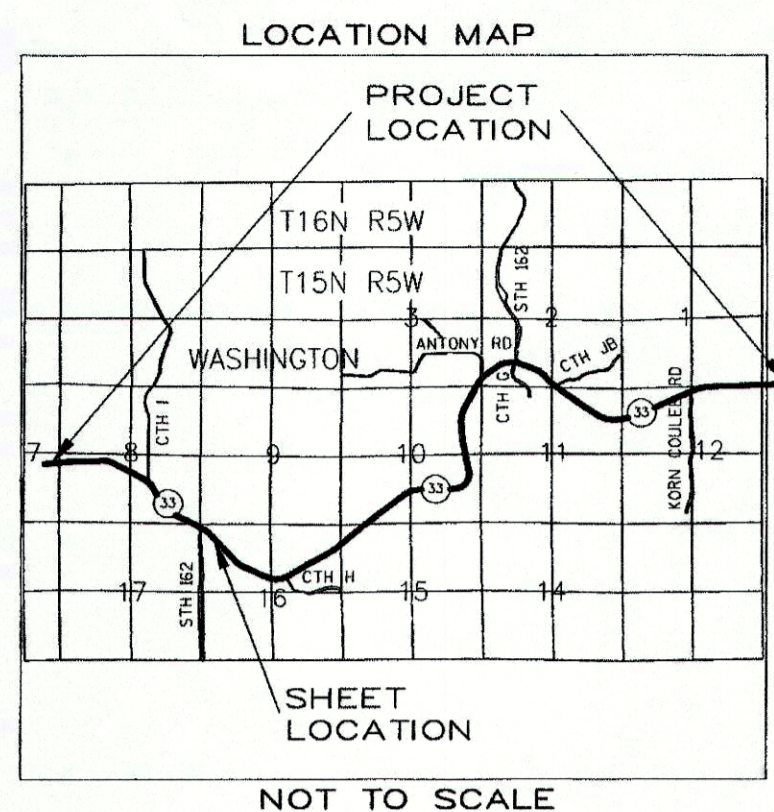 LOCATION MAP
PROJECT
LOCATION
T16N R5W
STH 162
T15N R5W
3
2
1
ANTONY RD
CTH JB
WASHINGTON
CTH I
CTH G
33
KORN COULEE RD
7
8
9
10
11
12
33
33
CTH H
17
STH 162
16
15
14
SHEET
LOCATION
NOT TO SCALE